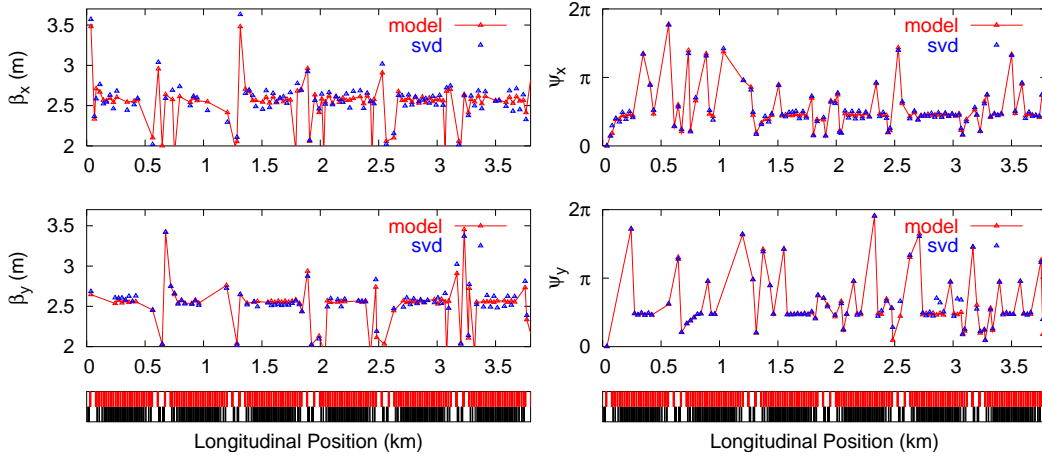 3.5
3
2.5
2
βx (m)
model
svd
0 0.5 1 1.5 2 2.5 3 3.5
2π
π
0
ψx
model
svd
0 0.5 1 1.5 2 2.5 3 3.5
3.5
3
2.5
2
βy (m)
model
svd
0 0.5 1 1.5 2 2.5 3 3.5
2π
π
0
ψy
model
svd
0 0.5 1 1.5 2 2.5 3 3.5
Longitudinal Position (km)
Longitudinal Position (km)